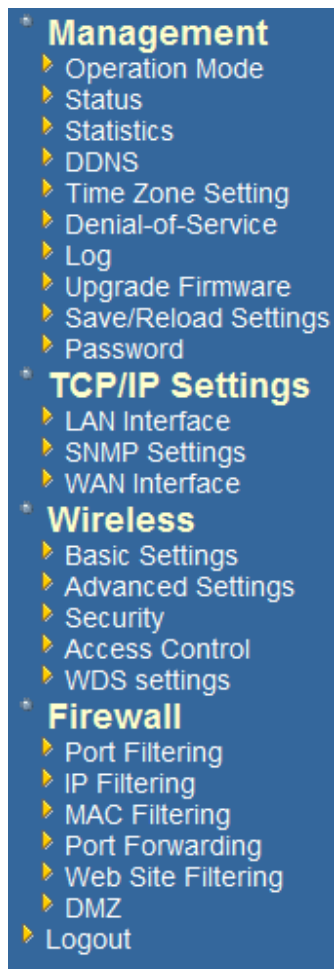 Management
Operation Mode
Status
Statistics
DDNS
Time Zone Setting
Denial-of-Service
Log
Upgrade Firmware
Save/Reload Settings
Password
TCP/IP Settings
LAN Interface
SNMP Settings
WAN Interface
Wireless
Basic Settings
Advanced Settings
Security
Access Control
WDS settings
Firewall
Port Filtering
IP Filtering
MAC Filtering
Port Forwarding
Web Site Filtering
DMZ
Logout